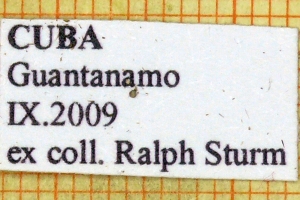 CUBA
Guantanamo
IX.2009
ex coll. Ralph Sturm